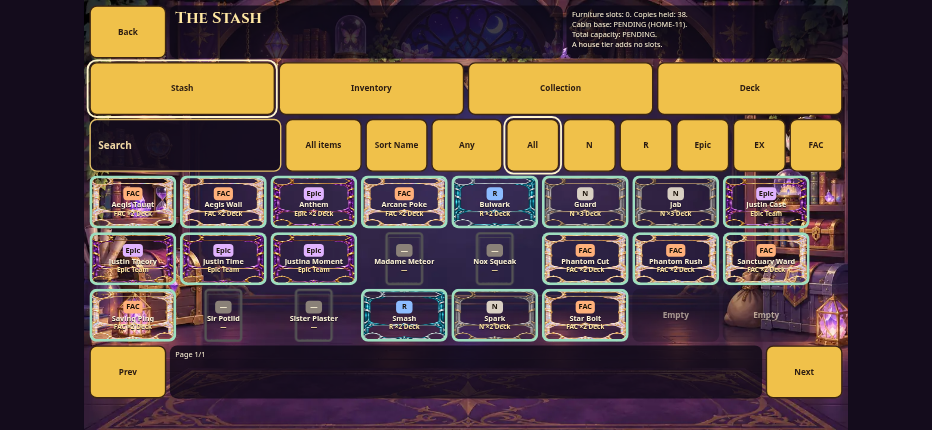 Back
The Stash
Furniture slots: 0. Copies held: 38.
Cabin base: PENDING (HOME-11).
Total capacity: PENDING.
A house tier adds no slots.
Stash
Inventory
Collection
Deck
Search
All items
Sort Name
Any
All
N
R
Epic
EX
FAC
FAC
Aegis Taunt
FAC ×2 Deck
FAC
Aegis Wall
FAC ×2 Deck
Epic
Anthem
Epic ×2 Deck
FAC
Arcane Poke
FAC ×2 Deck
R
Bulwark
R ×2 Deck
N
Guard
N ×3 Deck
N
Jab
N ×3 Deck
Epic
Justin Case
Epic Team
Epic
Justin Theory
Epic Team
Epic
Justin Time
Epic Team
Epic
Justina Moment
Epic Team
—
Madame Meteor
—
—
Nox Squeak
—
FAC
Phantom Cut
FAC ×2 Deck
FAC
Phantom Rush
FAC ×2 Deck
FAC
Sanctuary Ward
FAC ×2 Deck
FAC
Saving Ping
FAC ×2 Deck
—
Sir Potlid
—
—
Sister Plaster
—
R
Smash
R ×2 Deck
N
Spark
N ×2 Deck
FAC
Star Bolt
FAC ×2 Deck
Empty
Empty
Prev
Page 1/1
Next